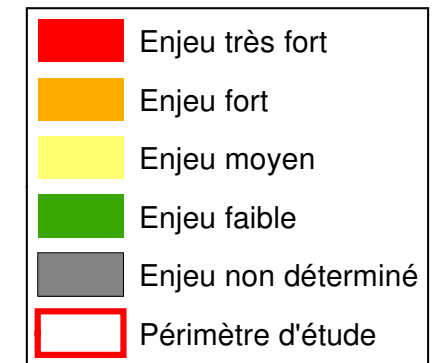 Enjeu très fort
Enjeu fort
Enjeu moyen
Enjeu faible
Enjeu non déterminé
Périmètre d'étude